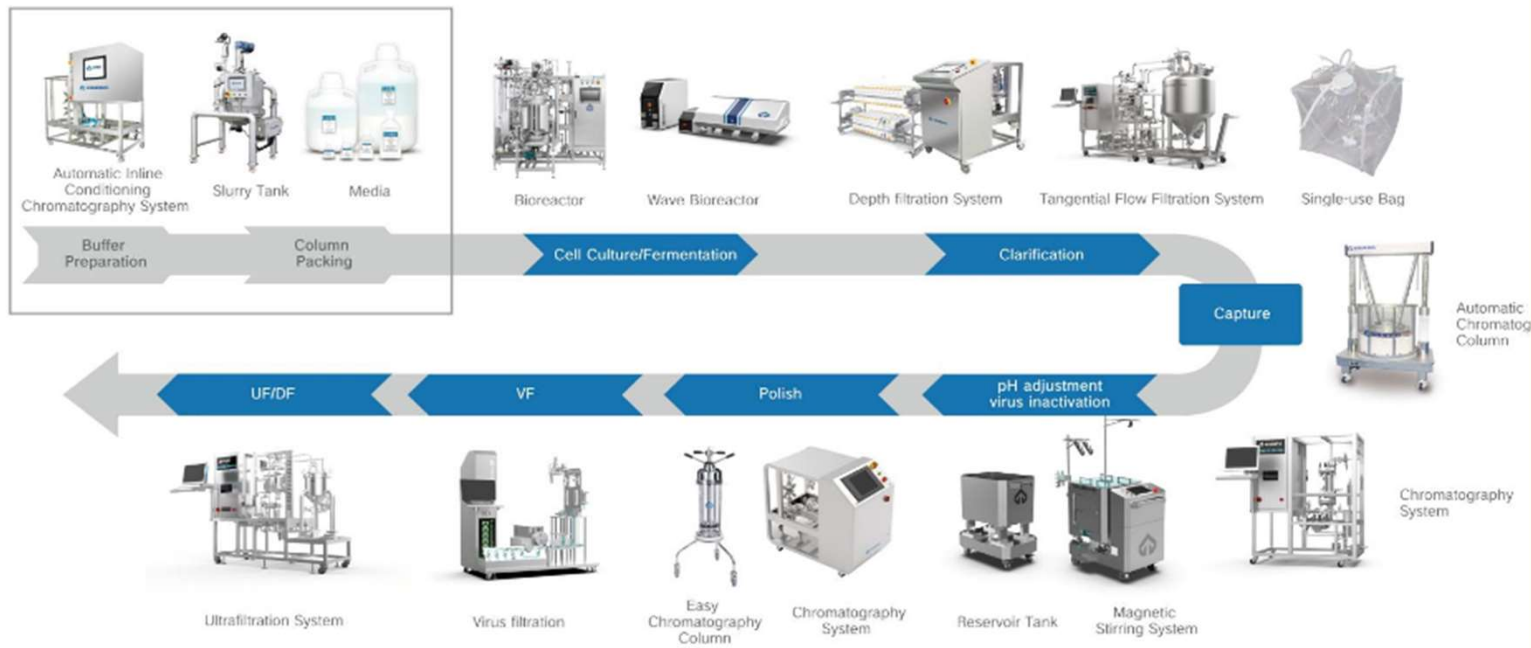 Automatic Inline
Conditioning
Chromatography System
Slurry Tank
Media
Bioreactor
Wave Bioreactor
Depth filtration System
Tangential Flow Filtration System
Single-use Bag
Buffer
Preparation
Column
Packing
Cell Culture/Fermentation
Clarification
Capture
Automatic
Chromatog
Column
UF/DF
VF
Polish
pH adjustment
virus inactivation
Chromatography
System
Ultrafiltration System
Virus filtration
Easy
Chromatography
Column
Chromatography
System
Reservoir Tank
Magnetic
Stirring System